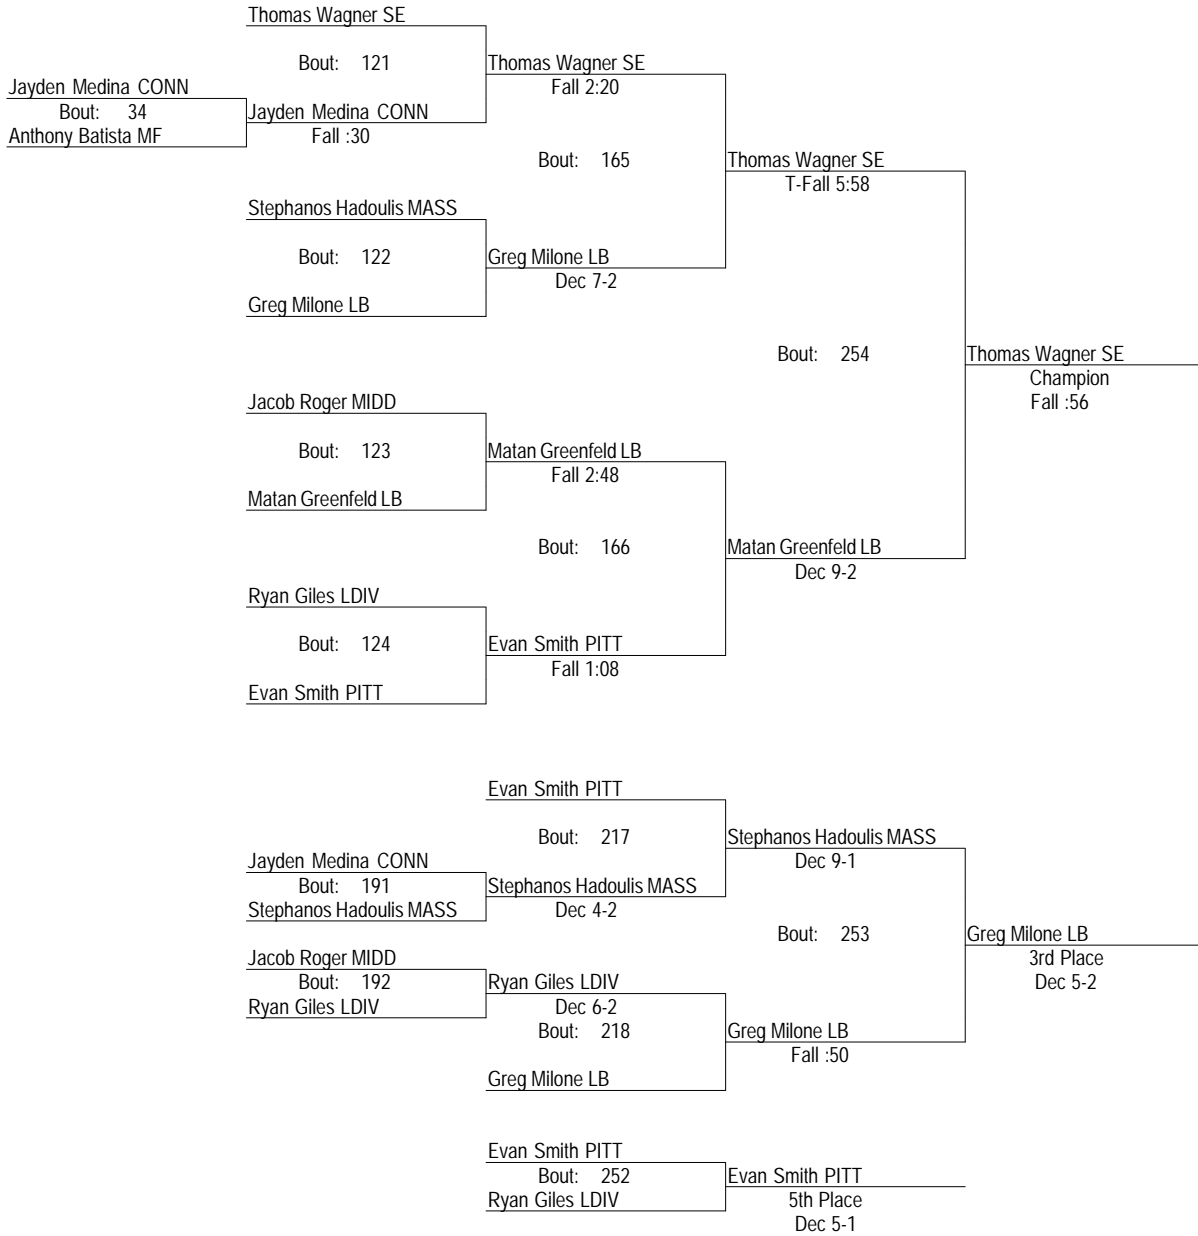 Thomas Wagner SE
Bout: 121
Thomas Wagner SE
Fall 2:20
Jayden Medina CONN
Bout: 34
Jayden Medina CONN
Anthony Batista MF
Fall :30
Bout: 165
Thomas Wagner SE
T-Fall 5:58
Stephanos Hadoulis MASS
Bout: 122
Greg Milone LB
Dec 7-2
Greg Milone LB
Bout: 254
Thomas Wagner SE
Champion
Fall :56
Jacob Roger MIDD
Bout: 123
Matan Greenfeld LB
Fall 2:48
Matan Greenfeld LB
Bout: 166
Matan Greenfeld LB
Dec 9-2
Ryan Giles LDIV
Bout: 124
Evan Smith PITT
Fall 1:08
Evan Smith PITT
Evan Smith PITT
Bout: 217
Stephanos Hadoulis MASS
Dec 9-1
Jayden Medina CONN
Bout: 191
Stephanos Hadoulis MASS
Stephanos Hadoulis MASS
Dec 4-2
Bout: 253
Greg Milone LB
3rd Place
Dec 5-2
Jacob Roger MIDD
Bout: 192
Ryan Giles LDIV
Ryan Giles LDIV
Dec 6-2
Bout: 218
Greg Milone LB
Fall :50
Greg Milone LB
Evan Smith PITT
Bout: 252
Evan Smith PITT
Ryan Giles LDIV
5th Place
Dec 5-1